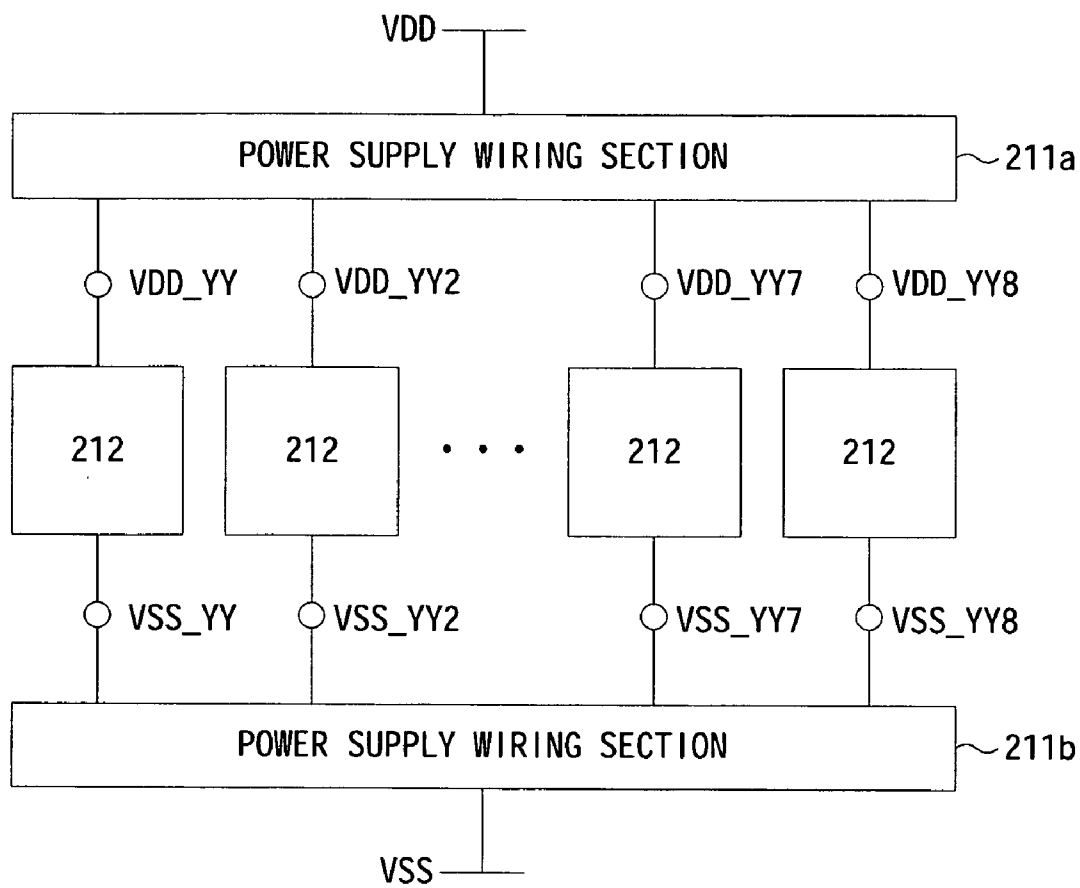 VDD
POWER SUPPLY WIRING SECTION
211a
VDD_YY VDD_YY2 VDD_YY7 VDD_YY8
212 212 • • • 212 212
VSS_YY VSS_YY2 VSS_YY7 VSS_YY8
POWER SUPPLY WIRING SECTION
211b
VSS